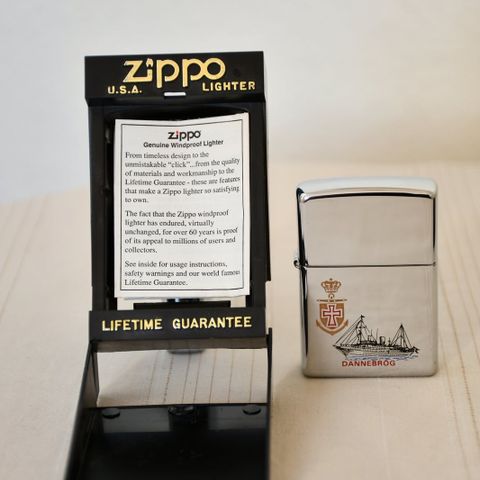 zippo
U.S.A. LIGHTER
zippo
Genuine Windproof Lighter
From timeless design to the
unmistakable "click"...from the quality
of materials and workmanship to the
Lifetime Guarantee - these are features
that make a Zippo lighter so satisfying
to own.
The fact that the Zippo windproof
lighter has endured, virtually
unchanged, for over 60 years is proof
of its appeal to millions of users and
collectors.
See inside for usage instructions,
safety warnings and our world famous
Lifetime Guarantee.
LIFETIME GUARANTEE
DANNEBROG